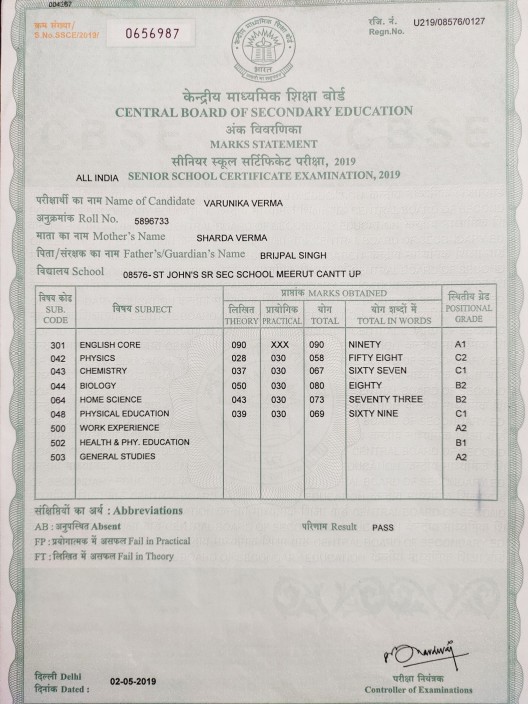 004267
क्रम संख्या/
S.No.SSCE/2019/
0656987
रजि. नं.
Regn.No.
U219/08576/0127
भारत
केन्द्रीय माध्यमिक शिक्षा बोर्ड
CENTRAL BOARD OF SECONDARY EDUCATION
अंक विवरणिका
MARKS STATEMENT
सीनियर स्कूल सर्टिफिकेट परीक्षा, 2019
ALL INDIA SENIOR SCHOOL CERTIFICATE EXAMINATION, 2019
परीक्षार्थी का नाम Name of Candidate VARUNIKA VERMA
अनुक्रमांक Roll No. 5896733
माता का नाम Mother's Name SHARDA VERMA
पिता/संरक्षक का नाम Father's/Guardian's Name BRIJPAL SINGH
विद्यालय School 08576- ST JOHN'S SR SEC SCHOOL MEERUT CANTT UP
विषय कोड SUB. CODE
विषय SUBJECT
प्राप्तांक MARKS OBTAINED
लिखित THEORY
प्रायोगिक PRACTICAL
योग TOTAL
योग शब्दों में TOTAL IN WORDS
स्थितीय ग्रेड POSITIONAL GRADE
301 ENGLISH CORE 090 XXX 090 NINETY A1
042 PHYSICS 028 030 058 FIFTY EIGHT C2
043 CHEMISTRY 037 030 067 SIXTY SEVEN C1
044 BIOLOGY 050 030 080 EIGHTY B2
064 HOME SCIENCE 043 030 073 SEVENTY THREE B2
048 PHYSICAL EDUCATION 039 030 069 SIXTY NINE C1
500 WORK EXPERIENCE A2
502 HEALTH & PHY. EDUCATION B1
503 GENERAL STUDIES A2
संक्षिप्तियों का अर्थ : Abbreviations
AB : अनुपस्थित Absent
परिणाम Result PASS
FP : प्रयोगात्मक में असफल Fail in Practical
FT : लिखित में असफल Fail in Theory
दिल्ली Delhi
दिनांक Dated : 02-05-2019
परीक्षा नियंत्रक
Controller of Examinations